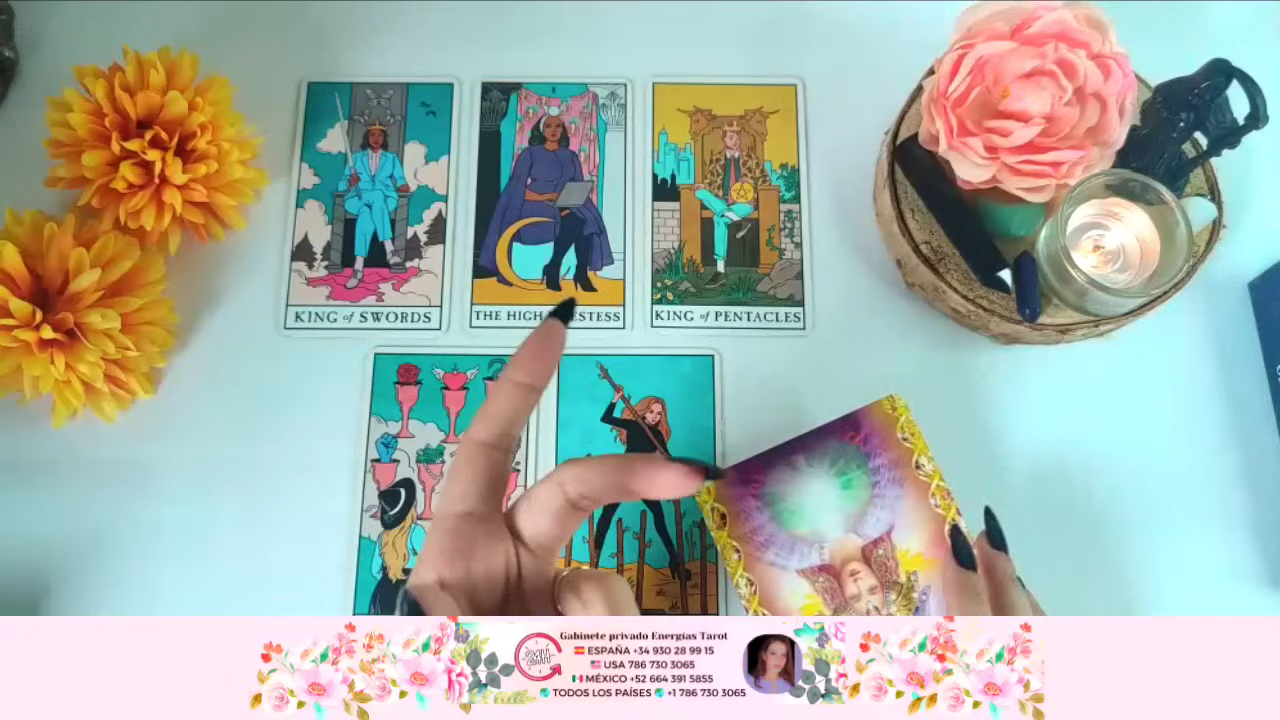 KING of SWORDS
THE HIGH PRIESTESS
KING of PENTACLES
24H
Gabinete privado Energías Tarot
ESPAÑA +34 930 28 99 15
USA 786 730 3065
MÉXICO +52 664 391 5855
TODOS LOS PAÍSES +1 786 730 3065